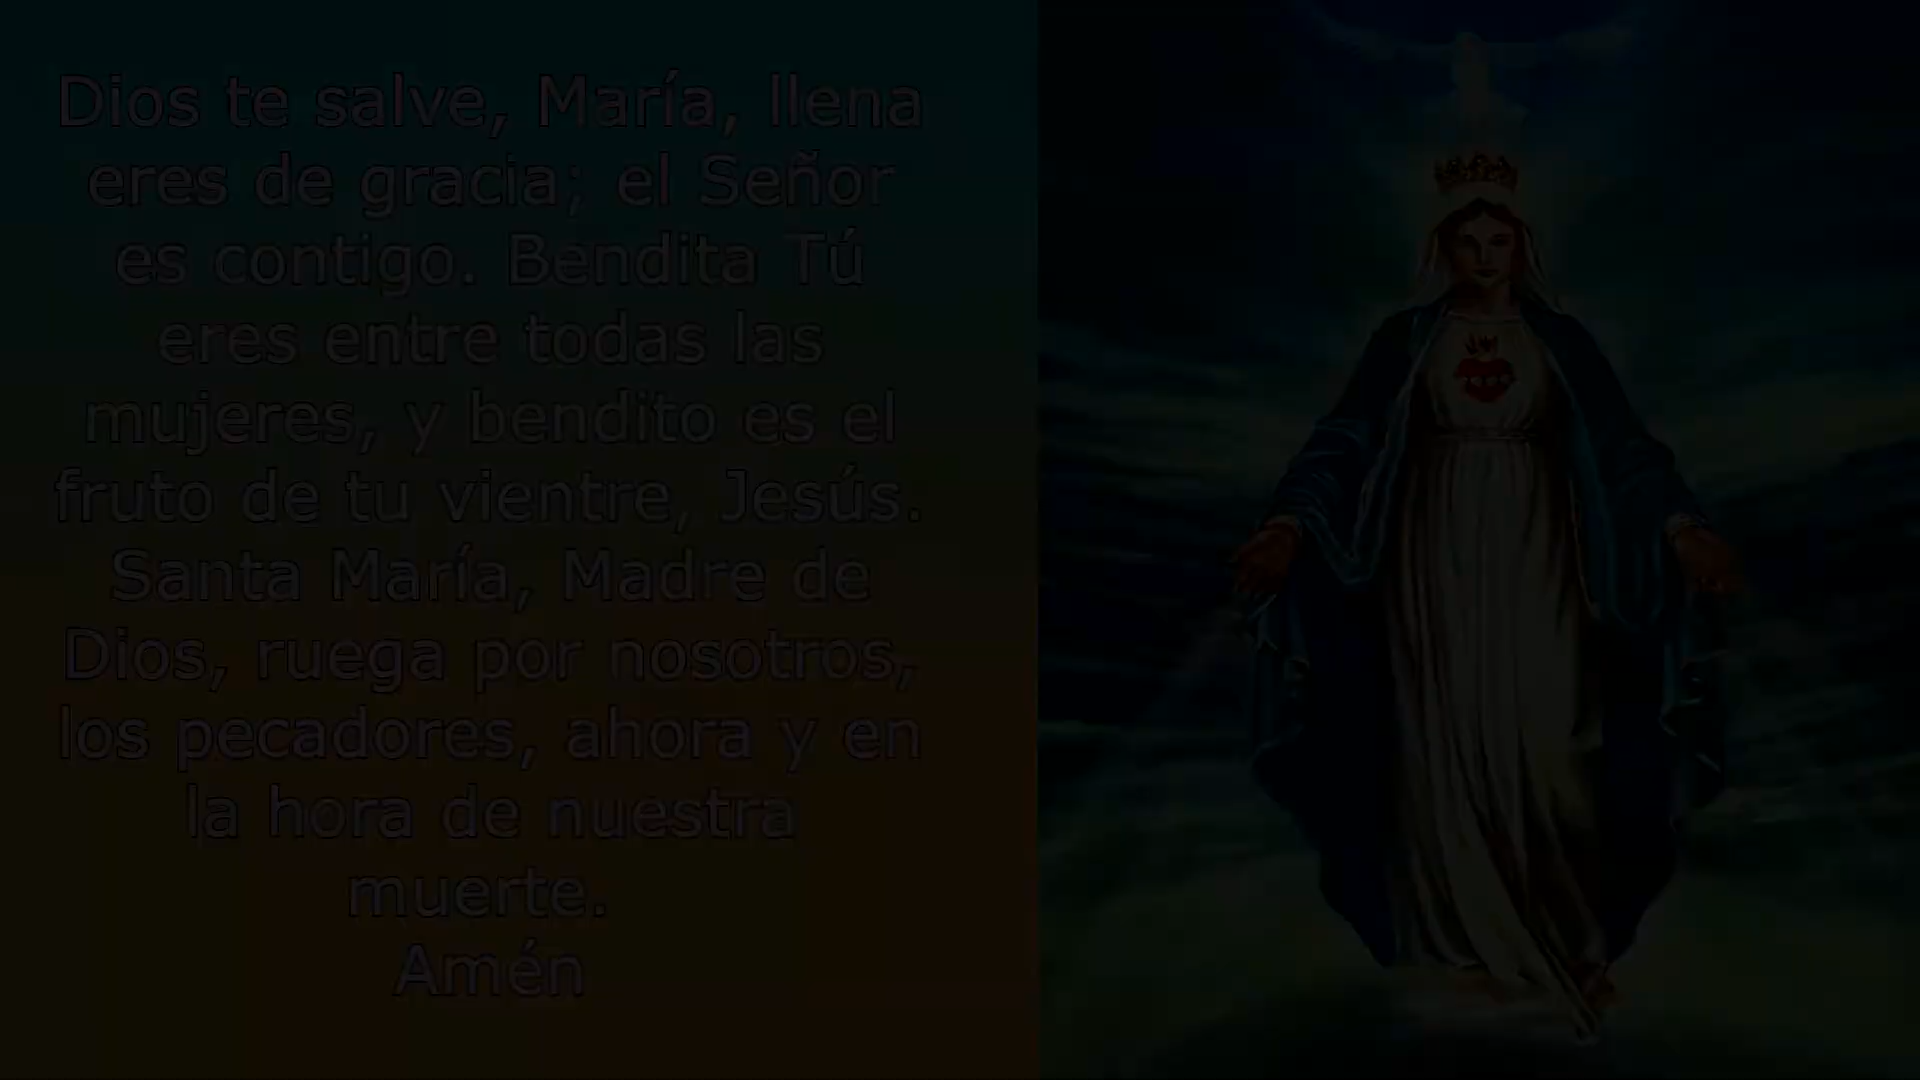 Dios te salve, María, llena
eres de gracia; el Señor
es contigo. Bendita Tú
eres entre todas las
mujeres, y bendito es el
fruto de tu vientre, Jesús.
Santa María, Madre de
Dios, ruega por nosotros,
los pecadores, ahora y en
la hora de nuestra
muerte.
Amén